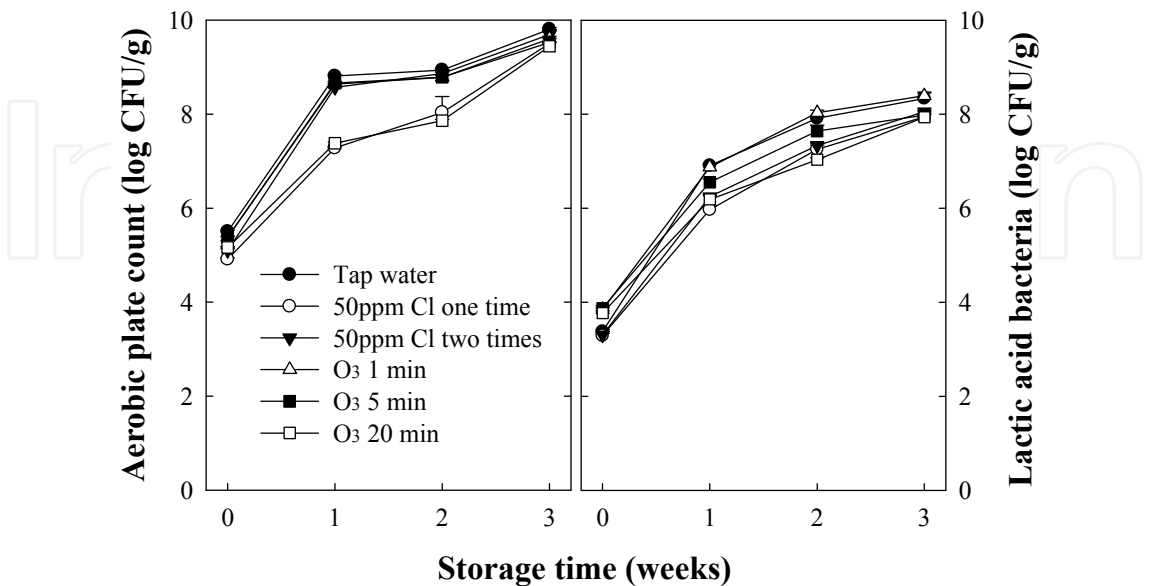 Aerobic plate count (log CFU/g)
10
8
6
4
2
0
Tap water
50ppm Cl one time
50ppm Cl two times
O3 1 min
O3 5 min
O3 20 min
0 1 2 3
10
8
6
4
2
0
Lactic acid bacteria (log CFU/g)
0 1 2 3
Storage time (weeks)